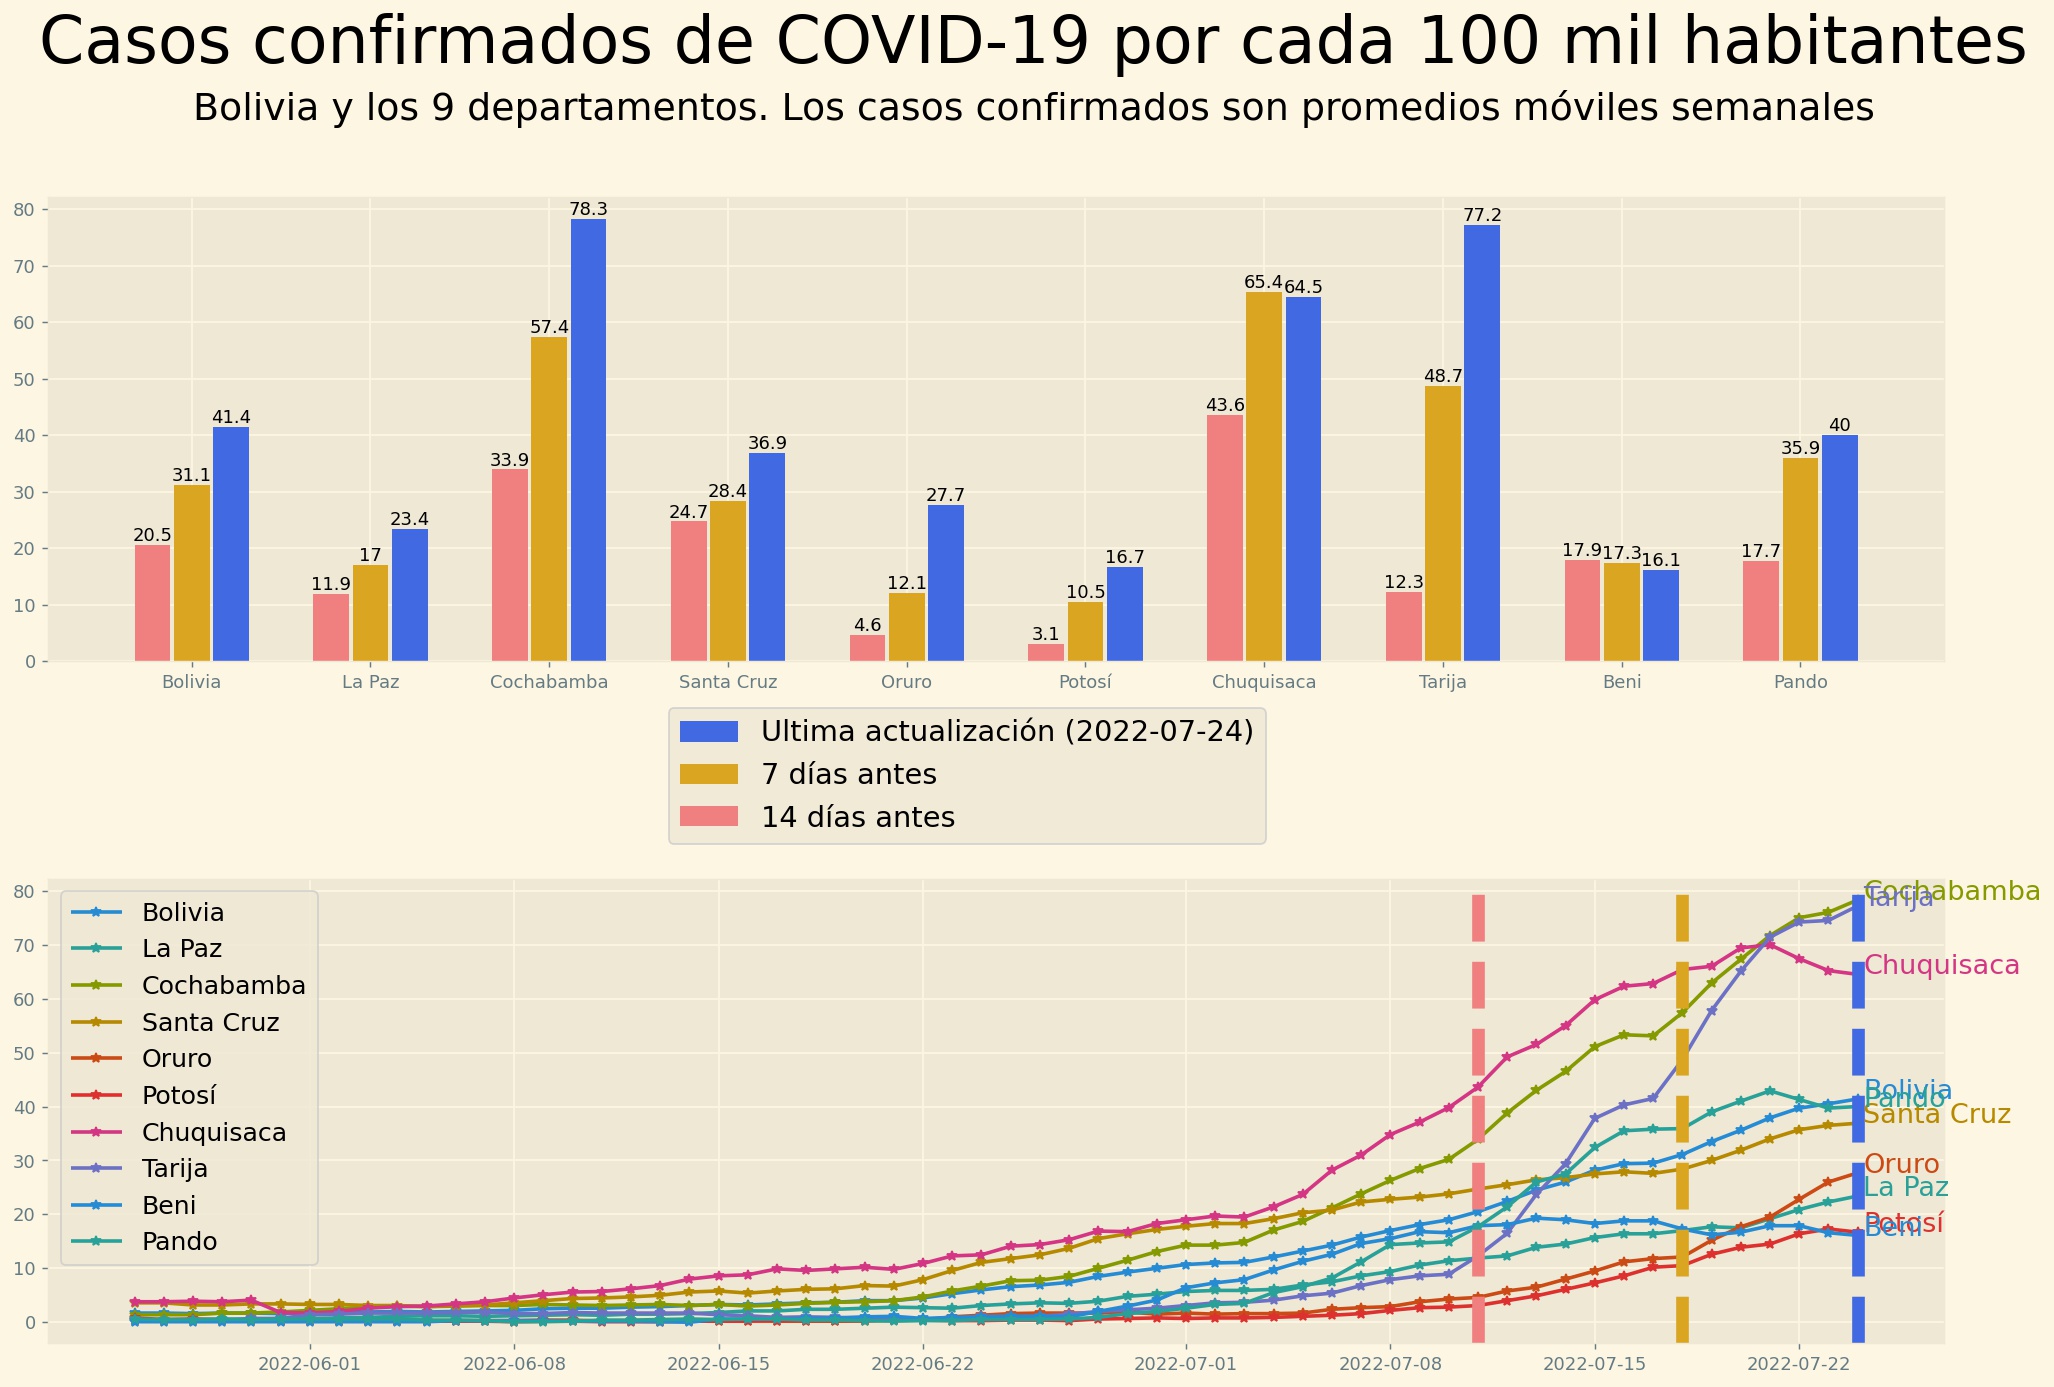 Casos confirmados de COVID-19 por cada 100 mil habitantes
Bolivia y los 9 departamentos. Los casos confirmados son promedios móviles semanales
80
70
60
50
40
30
20
10
0
20.5 31.1 41.4
11.9 17 23.4
33.9 57.4 78.3
24.7 28.4 36.9
4.6 12.1 27.7
3.1 10.5 16.7
43.6 65.4 64.5
12.3 48.7 77.2
17.9 17.3 16.1
17.7 35.9 40
Bolivia La Paz Cochabamba Santa Cruz Oruro Potosí Chuquisaca Tarija Beni Pando
Ultima actualización (2022-07-24)
7 días antes
14 días antes
80
70
60
50
40
30
20
10
0
Bolivia
La Paz
Cochabamba
Santa Cruz
Oruro
Potosí
Chuquisaca
Tarija
Beni
Pando
Cochabamba
Tarija
Chuquisaca
Bolivia
Pando
Santa Cruz
Oruro
La Paz
Potosí
Beni
2022-06-01 2022-06-08 2022-06-15 2022-06-22 2022-07-01 2022-07-08 2022-07-15 2022-07-22